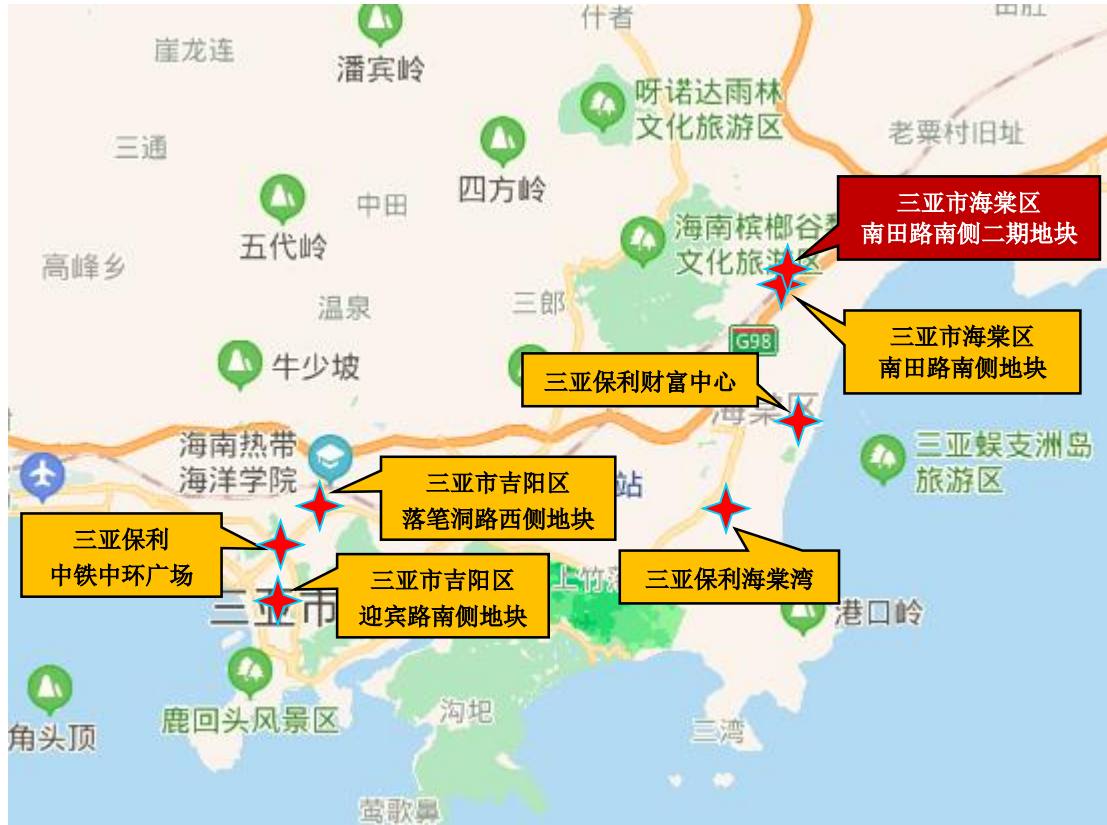 什者
崖龙连
潘宾岭
呀诺达雨林
文化旅游区
三通
老粟村旧址
四方岭
中田
五代岭
三亚市海棠区
南田路南侧二期地块
海南槟榔谷
文化旅游区
高峰乡
温泉
三郎
G98
三亚市海棠区
南田路南侧地块
牛少坡
三亚保利财富中心
海棠区
海南热带
海洋学院
三亚蜈支洲岛
旅游区
三亚市吉阳区
落笔洞路西侧地块
站
三亚保利
中铁中环广场
三亚市吉阳区
迎宾路南侧地块
上竹
三亚保利海棠湾
三亚市
港口岭
鹿回头风景区
沟坨
三湾
角头顶
莺歌鼻